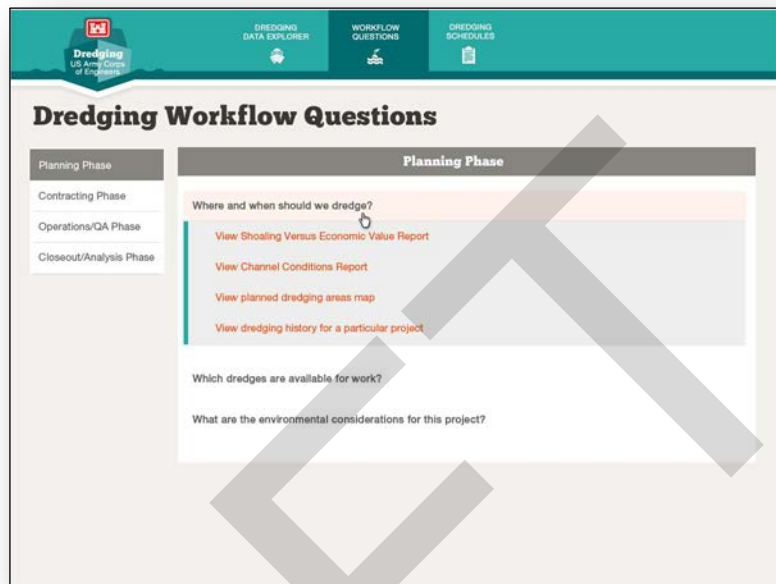 Dredging
US Army Corps
of Engineers
DREDGING
DATA EXPLORER
WORKFLOW
QUESTIONS
DREDGING
SCHEDULES
Dredging Workflow Questions
Planning Phase
Contracting Phase
Operations/QA Phase
Closeout/Analysis Phase
Planning Phase
Where and when should we dredge?
View Shoaling Versus Economic Value Report
View Channel Conditions Report
View planned dredging areas map
View dredging history for a particular project
Which dredges are available for work?
What are the environmental considerations for this project?